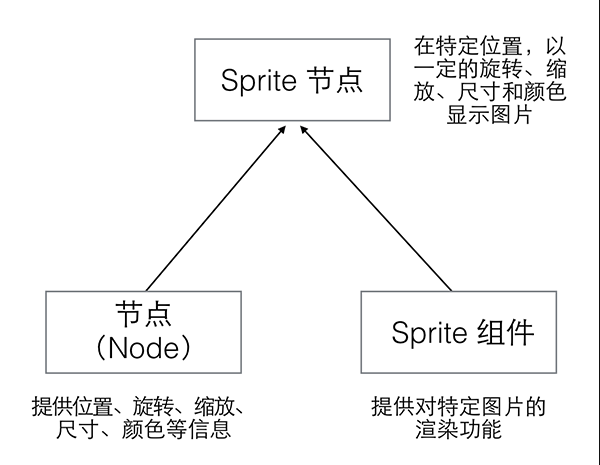 Sprite 节点
在特定位置，以
一定的旋转、缩
放、尺寸和颜色
显示图片
节点
（Node）
Sprite 组件
提供位置、旋转、缩放、
尺寸、颜色等信息
提供对特定图片的
渲染功能